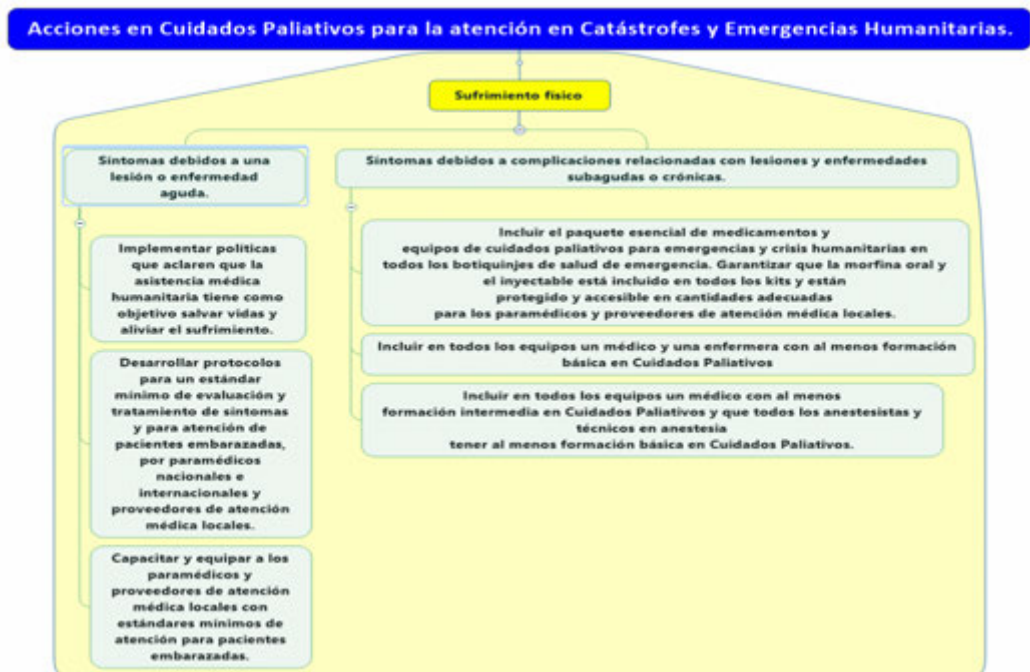 Acciones en Cuidados Paliativos para la atención en Catástrofes y Emergencias Humanitarias.
Sufrimiento físico
Síntomas debidos a una
lesión o enfermedad
aguda.
Implementar políticas
que aclaren que la
asistencia médica
humanitaria tiene como
objetivo salvar vidas y
aliviar el sufrimiento.
Desarrollar protocolos
para un estándar
mínimo de evaluación y
tratamiento de síntomas
y para atención de
pacientes embarazadas,
por paramédicos
nacionales e
internacionales y
proveedores de atención
médica locales.
Capacitar y equipar a los
paramédicos y
proveedores de atención
médica locales con
estándares mínimos de
atención para pacientes
embarazadas.
Síntomas debidos a complicaciones relacionadas con lesiones y enfermedades
subagudas o crónicas.
Incluir el paquete esencial de medicamentos y
equipos de cuidados paliativos para emergencias y crisis humanitarias en
todos los botiquinjes de salud de emergencia. Garantizar que la morfina oral y
el inyectable está incluido en todos los kits y están
protegido y accesible en cantidades adecuadas
para los paramédicos y proveedores de atención médica locales.
Incluir en todos los equipos un médico y una enfermera con al menos formación
básica en Cuidados Paliativos
Incluir en todos los equipos un médico con al menos
formación intermedia en Cuidados Paliativos y que todos los anestesistas y
técnicos en anestesia
tener al menos formación básica en Cuidados Paliativos.